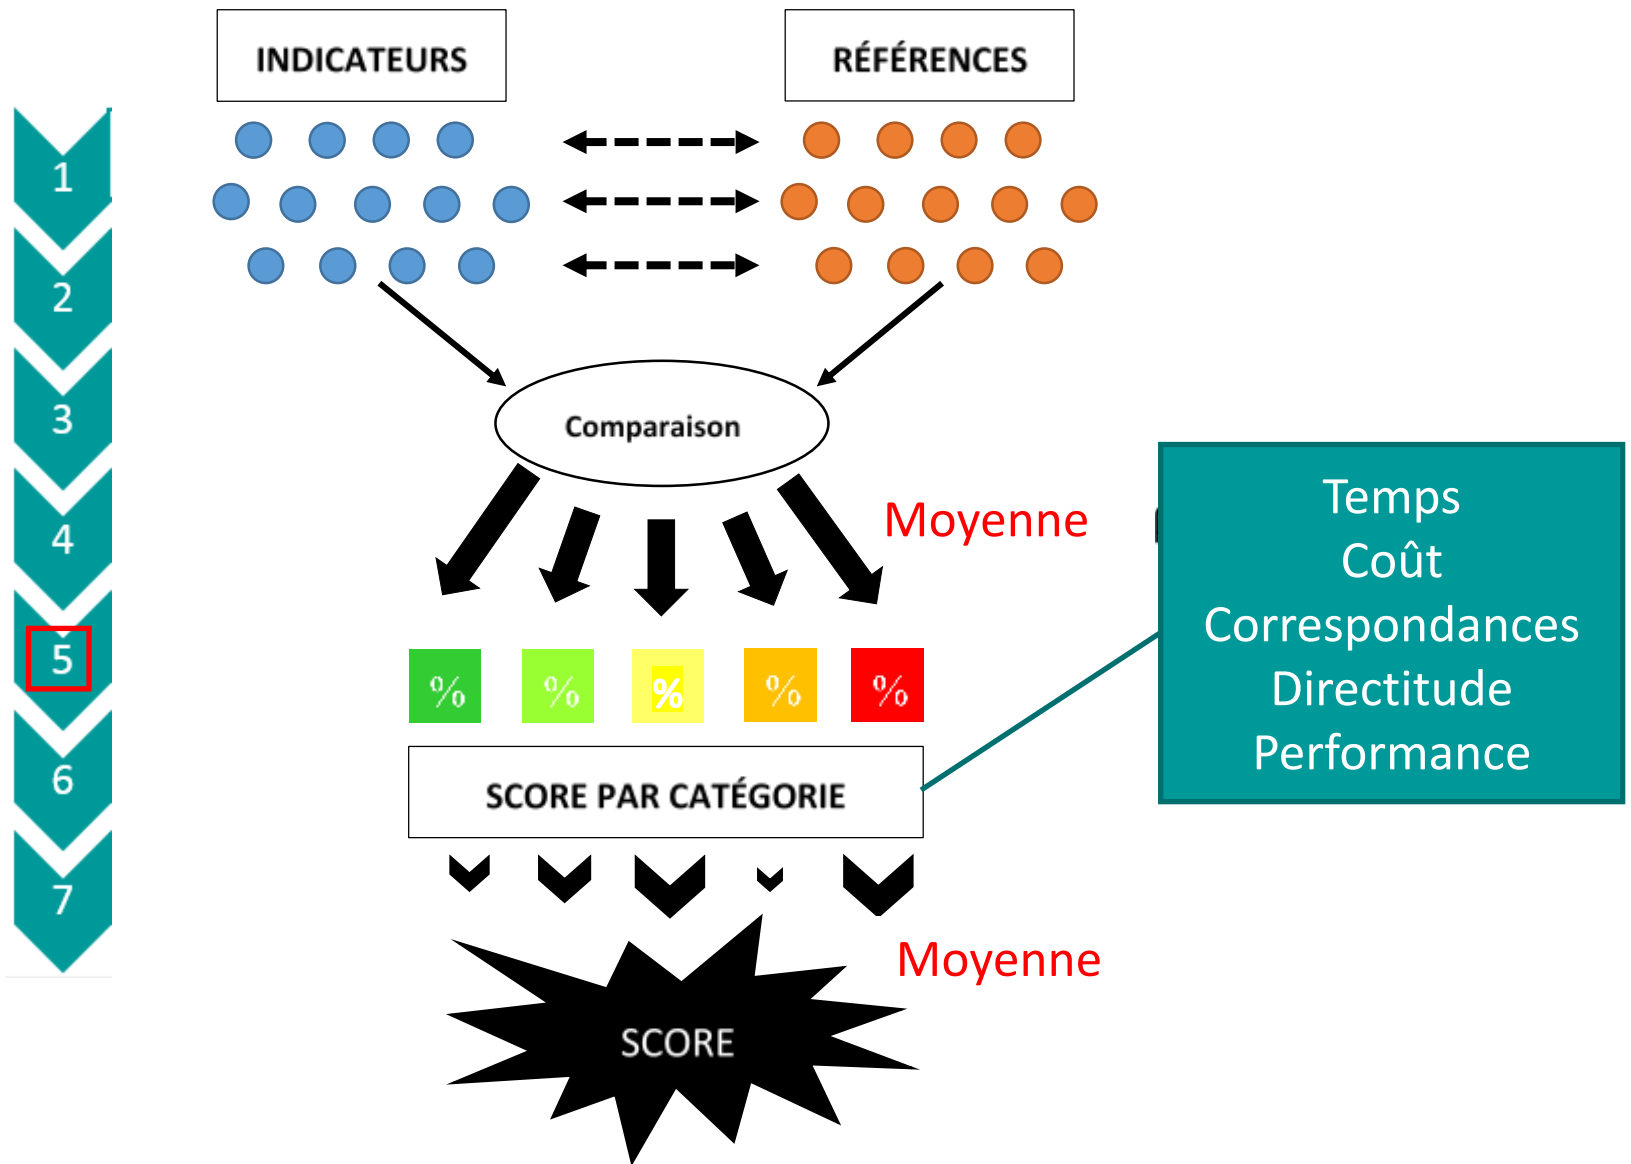 INDICATEURS
RÉFÉRENCES
1
2
3
4
5
6
7
Comparaison
Moyenne
Temps
Coût
Correspondances
Directitude
Performance
% % % % %
SCORE PAR CATÉGORIE
Moyenne
SCORE